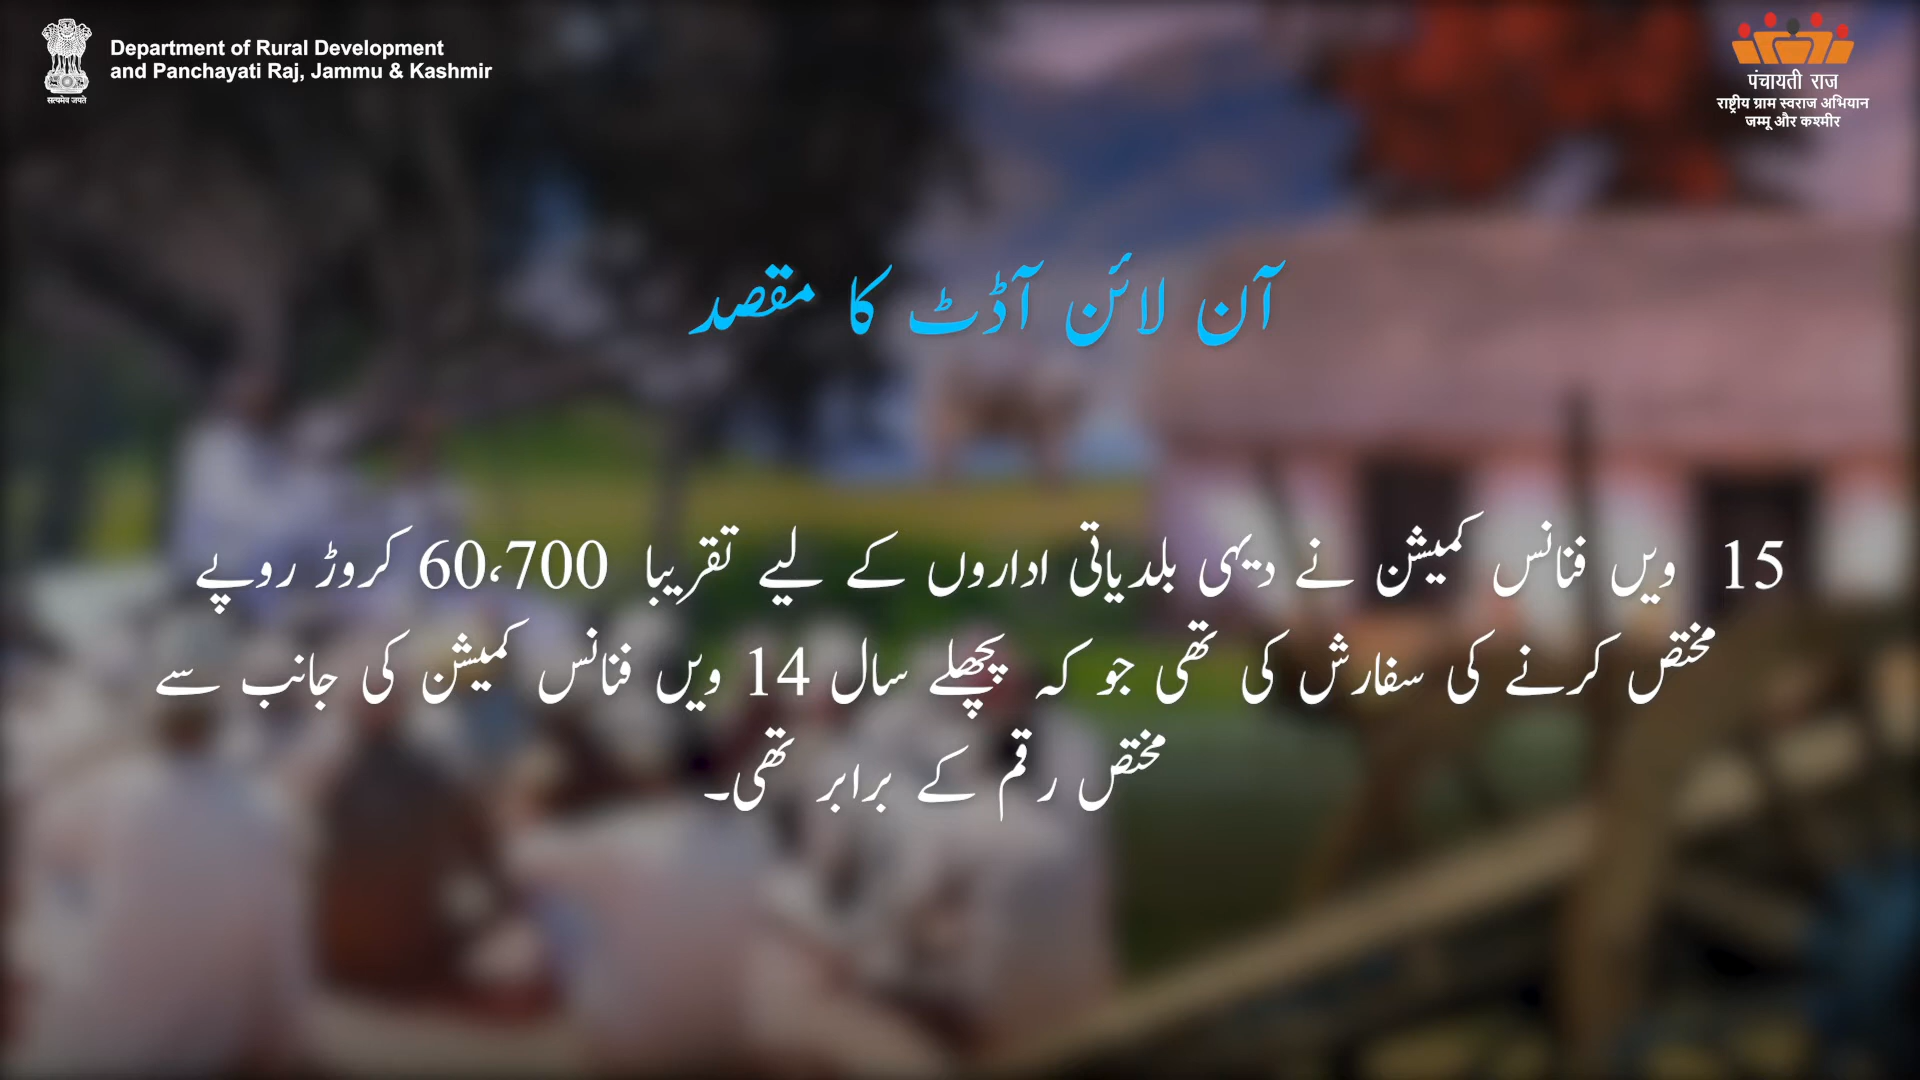 Department of Rural Development
and Panchayati Raj, Jammu & Kashmir
सत्यमेव जयते
पंचायती राज
राष्ट्रीय ग्राम स्वराज अभियान
जम्मू और कश्मीर
آن لائن آڈٹ کا مقصد
15 ویں فنانس کمیشن نے دیہی بلدیاتی اداروں کے لیے تقریبا 60،700 کروڑ روپے
مختص کرنے کی سفارش کی تھی جو کہ پچھلے سال 14 ویں فنانس کمیشن کی جانب سے
مختص رقم کے برابر تھی۔